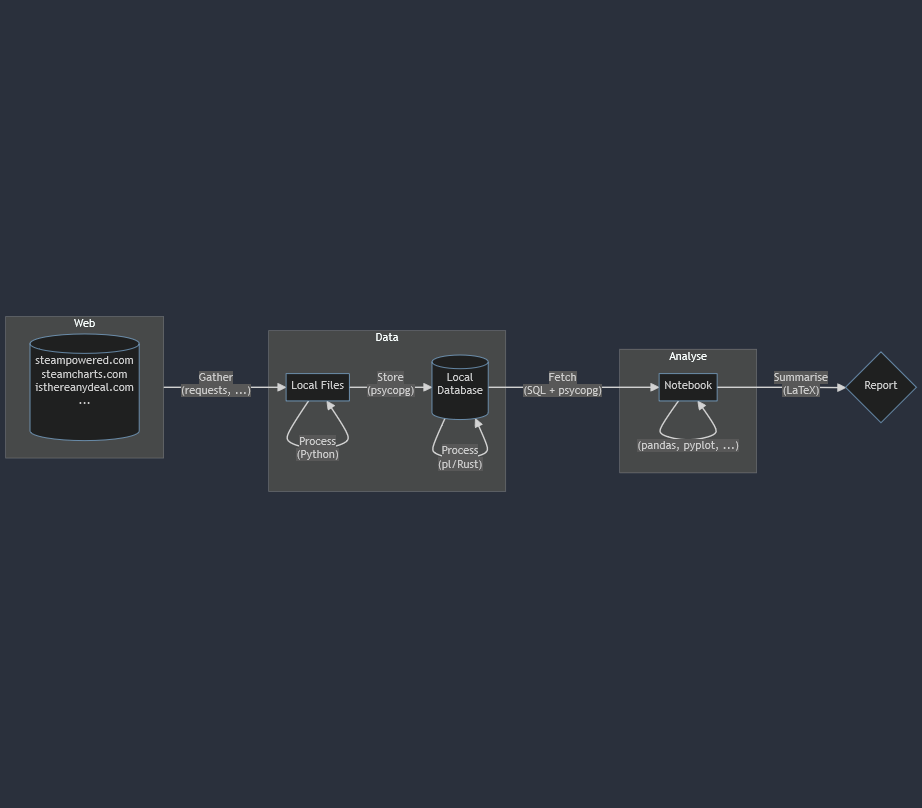 Web
steampowered.com
steamcharts.com
isthereanydeal.com
...
Gather
(requests, ...)
Data
Local Files
Process
(Python)
Store
(psycopg)
Local
Database
Process
(pl/Rust)
Fetch
(SQL + psycopg)
Analyse
Notebook
(pandas, pyplot, ...)
Summarise
(LaTeX)
Report